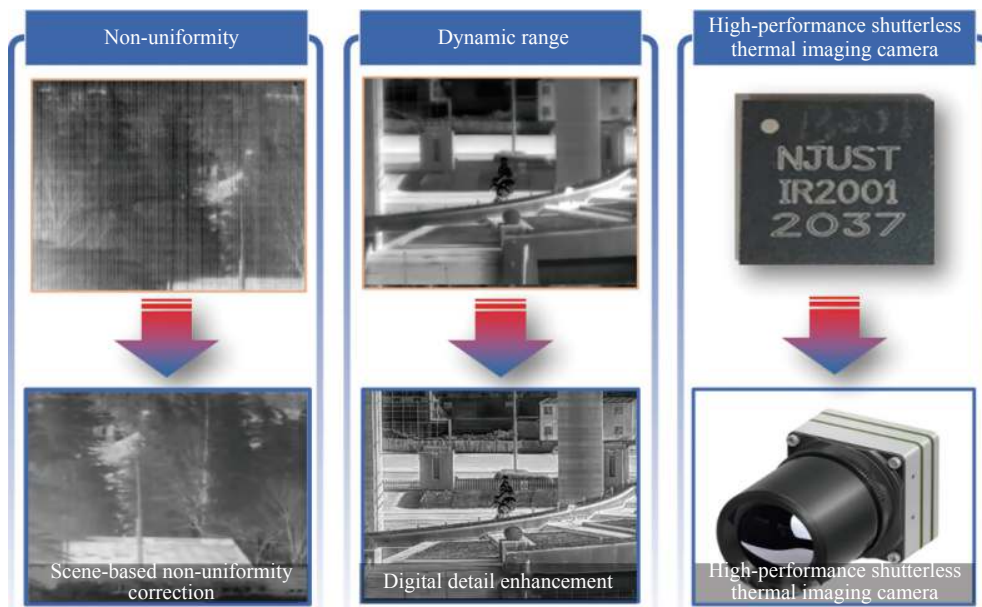 Non-uniformity
Dynamic range
High-performance shutterless
thermal imaging camera
NJUST
IR2001
2037
Scene-based non-uniformity
correction
Digital detail enhancement
High-performance shutterless
thermal imaging camera